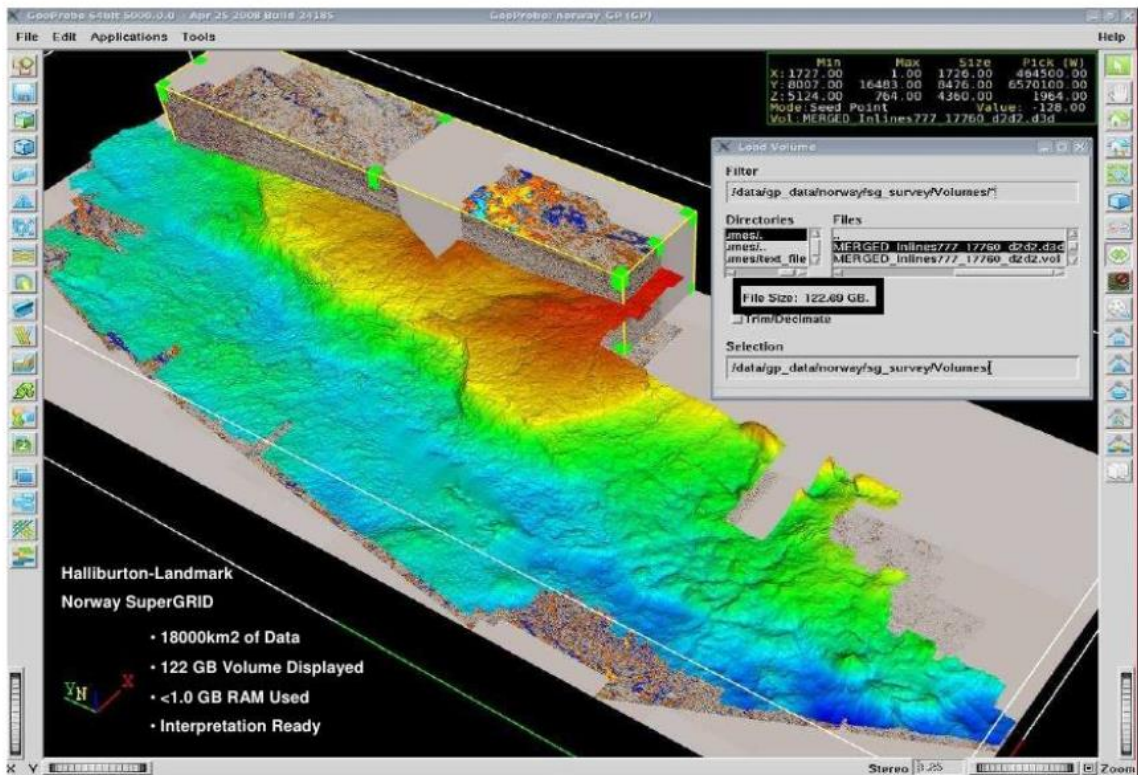 GeoProbe 64bit 5000.0.0 - Apr 25 2008 Build 24185 GeoProbe: norway_GP (GP)
File Edit Applications Tools Help
Min Max Size Pick (W)
X: 1727.00 1.00 1726.00 464500.00
Y: 8007.00 16483.00 8476.00 6570100.00
Z: 5124.00 764.00 4360.00 1964.00
Mode: Seed Point Value: -128.00
Vol: MERGED_Inlines777_17760_d2d2.d3d
Load Volume
Filter
/data/gp_data/norway/sg_survey/Volumes/*
Directories Files
umes/. ..
umes/.. MERGED_Inlines777_17760_d2d2.d3d
umes/text_file MERGED_Inlines777_17760_d2d2.vol
File Size: 122.69 GB.
Trim/Decimate
Selection
/data/gp_data/norway/sg_survey/Volumes/
Halliburton-Landmark
Norway SuperGRID
• 18000km2 of Data
• 122 GB Volume Displayed
• <1.0 GB RAM Used
• Interpretation Ready
Y N X
X Y Stereo 0.25 Zoom